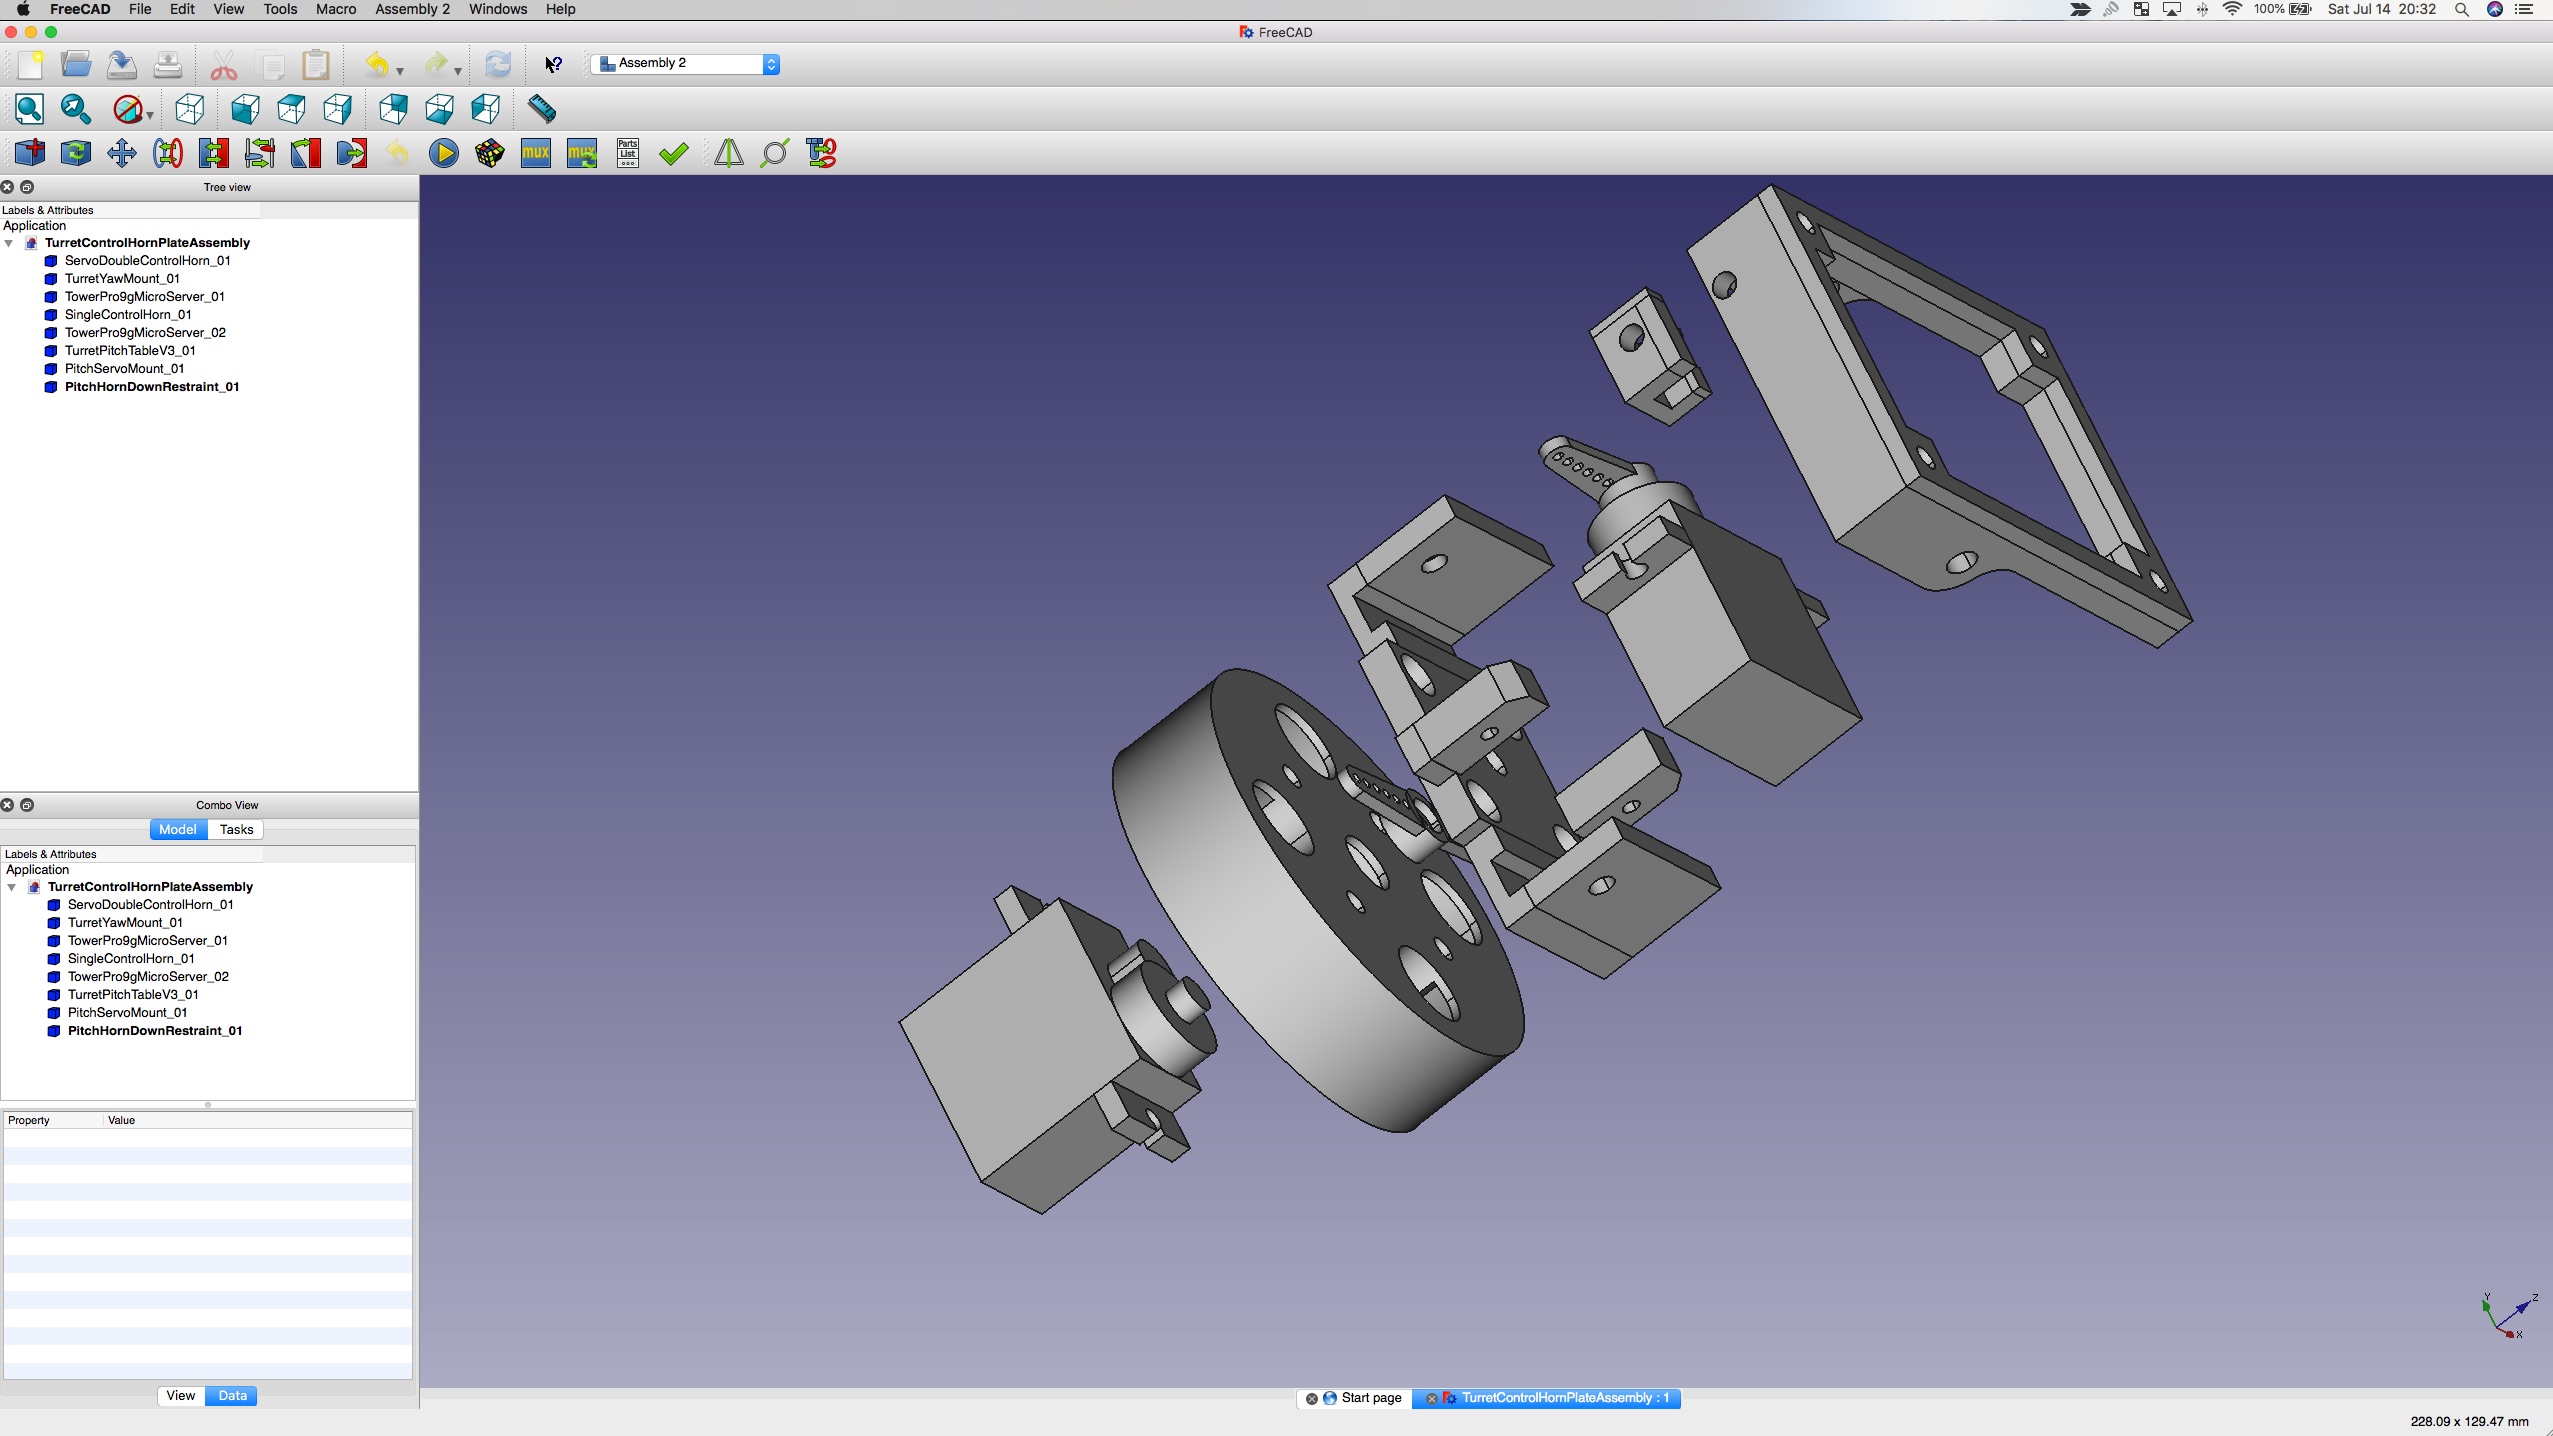 FreeCAD File Edit View Tools Macro Assembly 2 Windows Help 100% Sat Jul 14 20:32
FreeCAD
Assembly 2
mux mux Parts List
Tree view
Labels & Attributes
Application
TurretControlHornPlateAssembly
ServoDoubleControlHorn_01
TurretYawMount_01
TowerPro9gMicroServer_01
SingleControlHorn_01
TowerPro9gMicroServer_02
TurretPitchTableV3_01
PitchServoMount_01
PitchHornDownRestraint_01
Combo View
Model Tasks
Labels & Attributes
Application
TurretControlHornPlateAssembly
ServoDoubleControlHorn_01
TurretYawMount_01
TowerPro9gMicroServer_01
SingleControlHorn_01
TowerPro9gMicroServer_02
TurretPitchTableV3_01
PitchServoMount_01
PitchHornDownRestraint_01
Property Value
Y Z
X
View Data
Start page TurretControlHornPlateAssembly : 1
228.09 x 129.47 mm